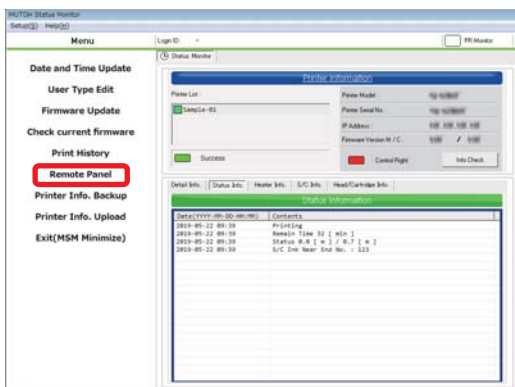 MUTOH Status Monitor
Setup(S) Help(H)
Menu
Login ID: -
PR Monitor
Status Monitor
Date and Time Update
User Type Edit
Firmware Update
Check current firmware
Print History
Remote Panel
Printer Info. Backup
Printer Info. Upload
Exit(MSM Minimize)
Printer Information
Printer List :
Sample-01
Success
Printer Model :
Printer Serial No. :
IP Address :
Firmware Version M / C :
/
: Control Right
Info Check
Detail Info. Status Info. Heater Info. S/C Info. Head/Cartridge Info.
Status Information
Date(YYYY-MM-DD-HH:MM) Contents
2019-05-22 09:59 Printing
2019-05-22 09:59 Remain Time 32 [ min ]
2019-05-22 09:59 Status 0.0 [ m ] / 0.7 [ m ]
2019-05-22 09:59 S/C Ink Near End No. : 123